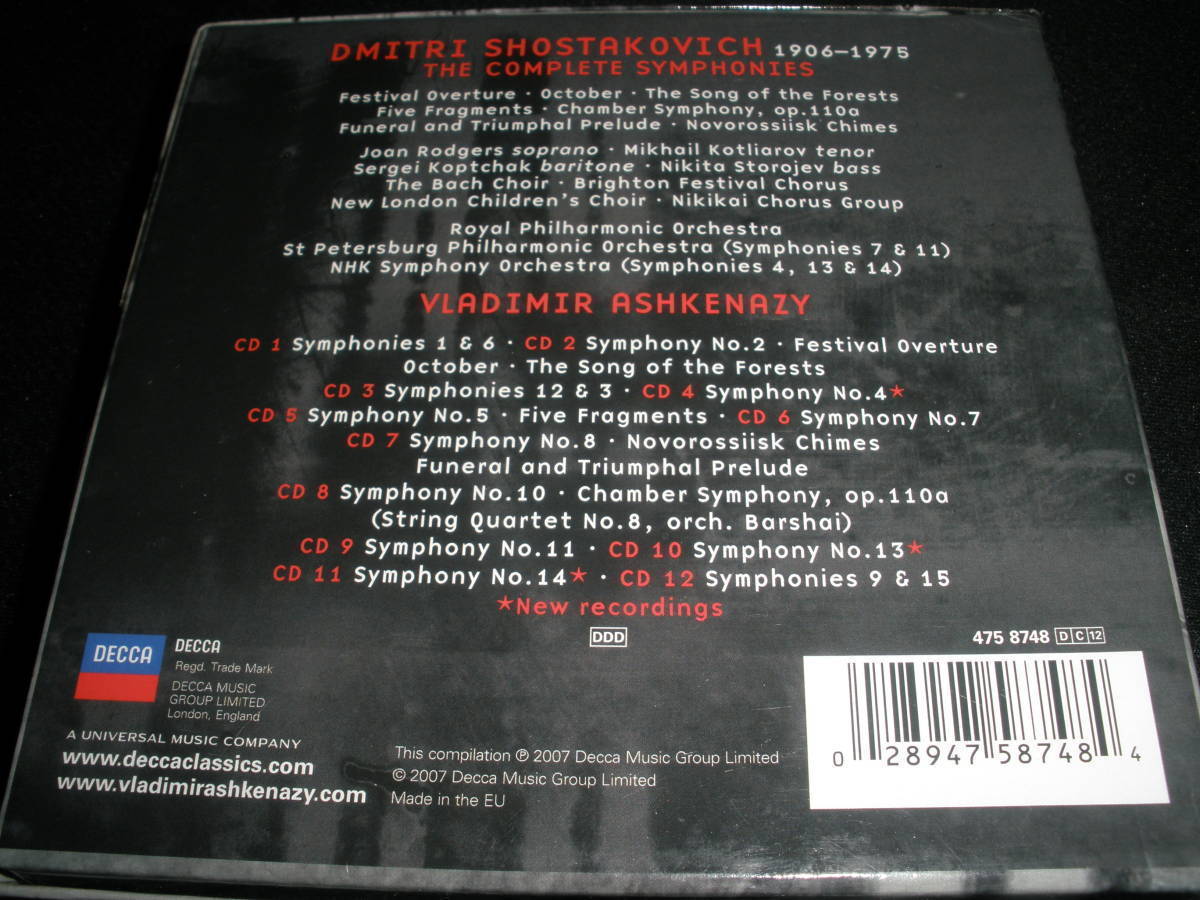 DMITRI SHOSTAKOVICH 1906–1975
THE COMPLETE SYMPHONIES
Festival Overture · October · The Song of the Forests
Five Fragments · Chamber Symphony, op.110a
Funeral and Triumphal Prelude · Novorossiisk Chimes
Joan Rodgers soprano · Mikhail Kotliarov tenor
Sergei Koptchak baritone · Nikita Storojev bass
The Bach Choir · Brighton Festival Chorus
New London Children's Choir · Nikikai Chorus Group
Royal Philharmonic Orchestra
St Petersburg Philharmonic Orchestra (Symphonies 7 & 11)
NHK Symphony Orchestra (Symphonies 4, 13 & 14)
VLADIMIR ASHKENAZY
CD 1 Symphonies 1 & 6 · CD 2 Symphony No.2 · Festival Overture
October · The Song of the Forests
CD 3 Symphonies 12 & 3 · CD 4 Symphony No.4*
CD 5 Symphony No.5 · Five Fragments · CD 6 Symphony No.7
CD 7 Symphony No.8 · Novorossiisk Chimes
Funeral and Triumphal Prelude
CD 8 Symphony No.10 · Chamber Symphony, op.110a
(String Quartet No.8, orch. Barshai)
CD 9 Symphony No.11 · CD 10 Symphony No.13*
CD 11 Symphony No.14* · CD 12 Symphonies 9 & 15
*New recordings
DDD
475 8748 D C 12
DECCA
DECCA
Regd. Trade Mark
DECCA MUSIC
GROUP LIMITED
London, England
A UNIVERSAL MUSIC COMPANY
www.deccaclassics.com
www.vladimirashkenazy.com
This compilation ℗ 2007 Decca Music Group Limited
© 2007 Decca Music Group Limited
Made in the EU
0 28947 58748 4